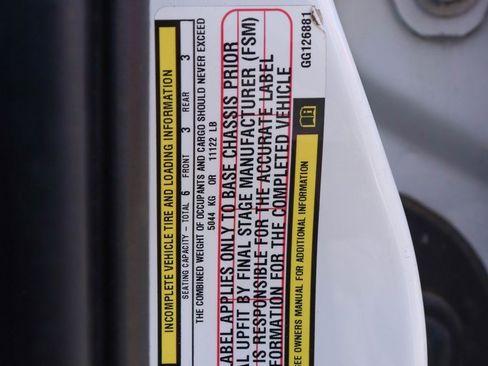 INCOMPLETE VEHICLE TIRE AND LOADING INFORMATION
SEATING CAPACITY - TOTAL 6 FRONT 3 REAR 3
THE COMBINED WEIGHT OF OCCUPANTS AND CARGO SHOULD NEVER EXCEED
5044 KG OR 11122 LB
LABEL APPLIES ONLY TO BASE CHASSIS PRIOR
UPFIT BY FINAL STAGE MANUFACTURER (FSM)
IS RESPONSIBLE FOR THE ACCURATE LABEL
FORMATION FOR THE COMPLETED VEHICLE
SEE OWNERS MANUAL FOR ADDITIONAL INFORMATION
GG126881